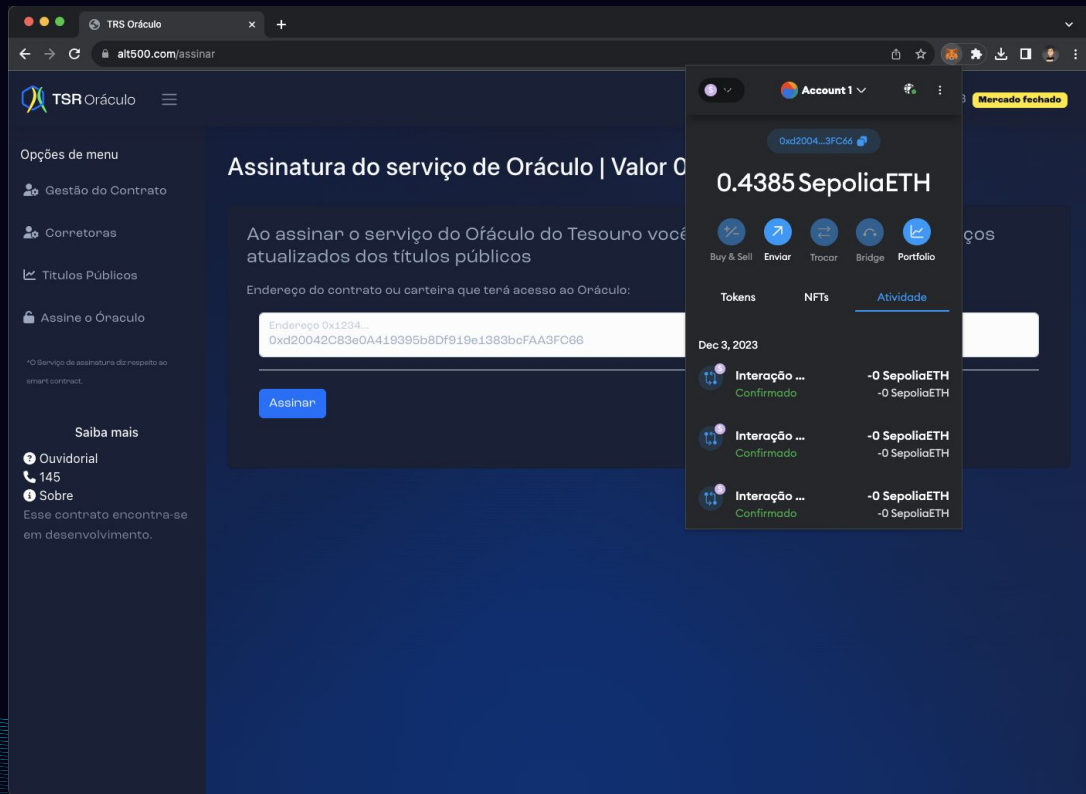 TRS Oráculo
alt500.com/assinar
TSR Oráculo
Mercado fechado
Opções de menu
Gestão do Contrato
Corretoras
Titulos Públicos
Assine o Óraculo
*O Serviço de assinatura diz respeito ao
smart contract.
Saiba mais
Ouvidorial
145
Sobre
Esse contrato encontra-se
em desenvolvimento.
Assinatura do serviço de Oráculo | Valor 0
Ao assinar o serviço do Oŕáculo do Tesouro você
ços
atualizados dos títulos públicos
Endereço do contrato ou carteira que terá acesso ao Oráculo:
Endereço 0x1234...
0xd20042C83e0A419395b8Df919e1383bcFAA3FC66
Assinar
S
Account 1
0xd2004...3FC66
0.4385 SepoliaETH
Buy & Sell
Enviar
Trocar
Bridge
Portfolio
Tokens
NFTs
Atividade
Dec 3, 2023
S
Interação ...
-0 SepoliaETH
Confirmado
-0 SepoliaETH
S
Interação ...
-0 SepoliaETH
Confirmado
-0 SepoliaETH
S
Interação ...
-0 SepoliaETH
Confirmado
-0 SepoliaETH